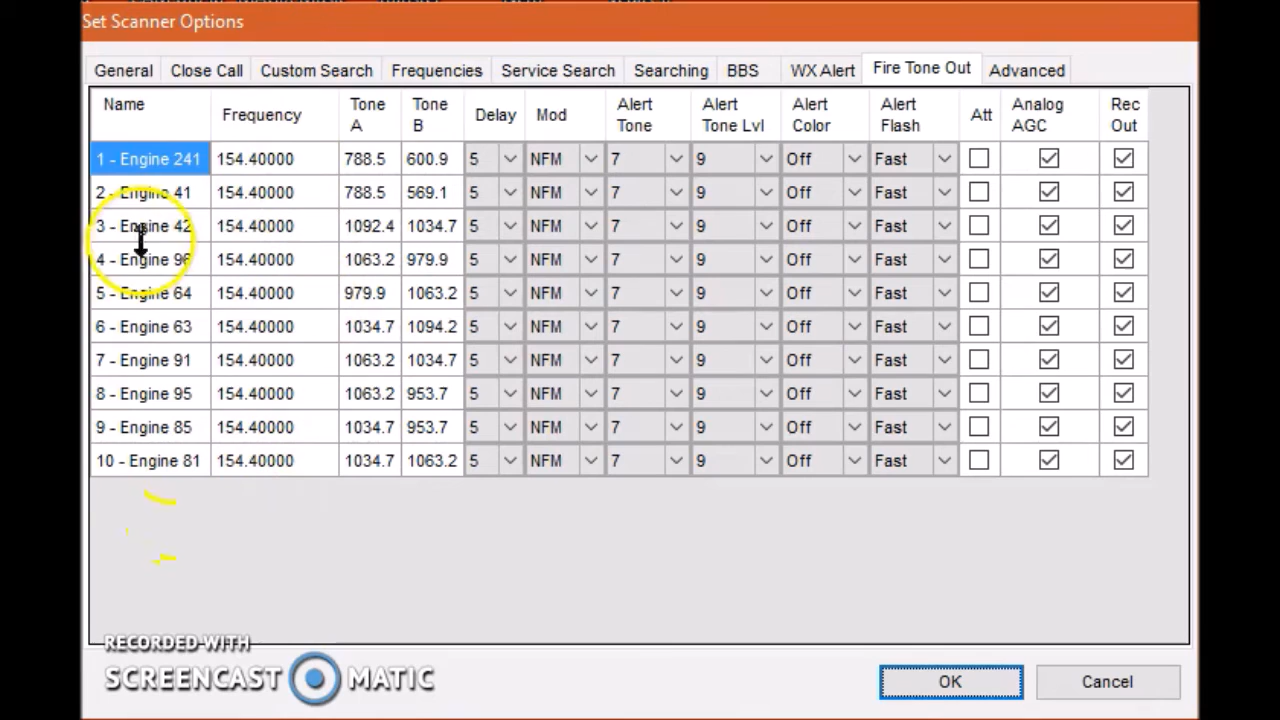 Set Scanner Options
General Close Call Custom Search Frequencies Service Search Searching BBS WX Alert Fire Tone Out Advanced
Name Frequency Tone A Tone B Delay Mod Alert Tone Alert Tone Lvl Alert Color Alert Flash Att Analog AGC Rec Out
1 - Engine 241 154.40000 788.5 600.9 5 NFM 7 9 Off Fast
2 - Engine 41 154.40000 788.5 569.1 5 NFM 7 9 Off Fast
3 - Engine 42 154.40000 1092.4 1034.7 5 NFM 7 9 Off Fast
4 - Engine 96 154.40000 1063.2 979.9 5 NFM 7 9 Off Fast
5 - Engine 64 154.40000 979.9 1063.2 5 NFM 7 9 Off Fast
6 - Engine 63 154.40000 1034.7 1094.2 5 NFM 7 9 Off Fast
7 - Engine 91 154.40000 1063.2 1034.7 5 NFM 7 9 Off Fast
8 - Engine 95 154.40000 1063.2 953.7 5 NFM 7 9 Off Fast
9 - Engine 85 154.40000 1034.7 953.7 5 NFM 7 9 Off Fast
10 - Engine 81 154.40000 1034.7 1063.2 5 NFM 7 9 Off Fast
RECORDED WITH
SCREENCAST MATIC
OK Cancel